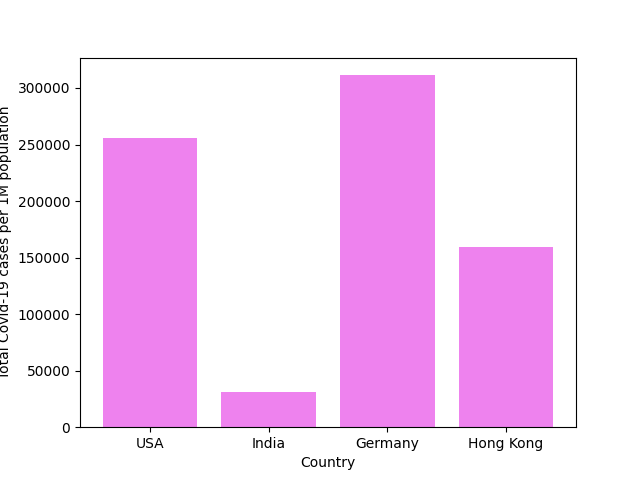 300000
250000
200000
150000
100000
50000
0
Total Covid-19 cases per 1M population
USA India Germany Hong Kong
Country